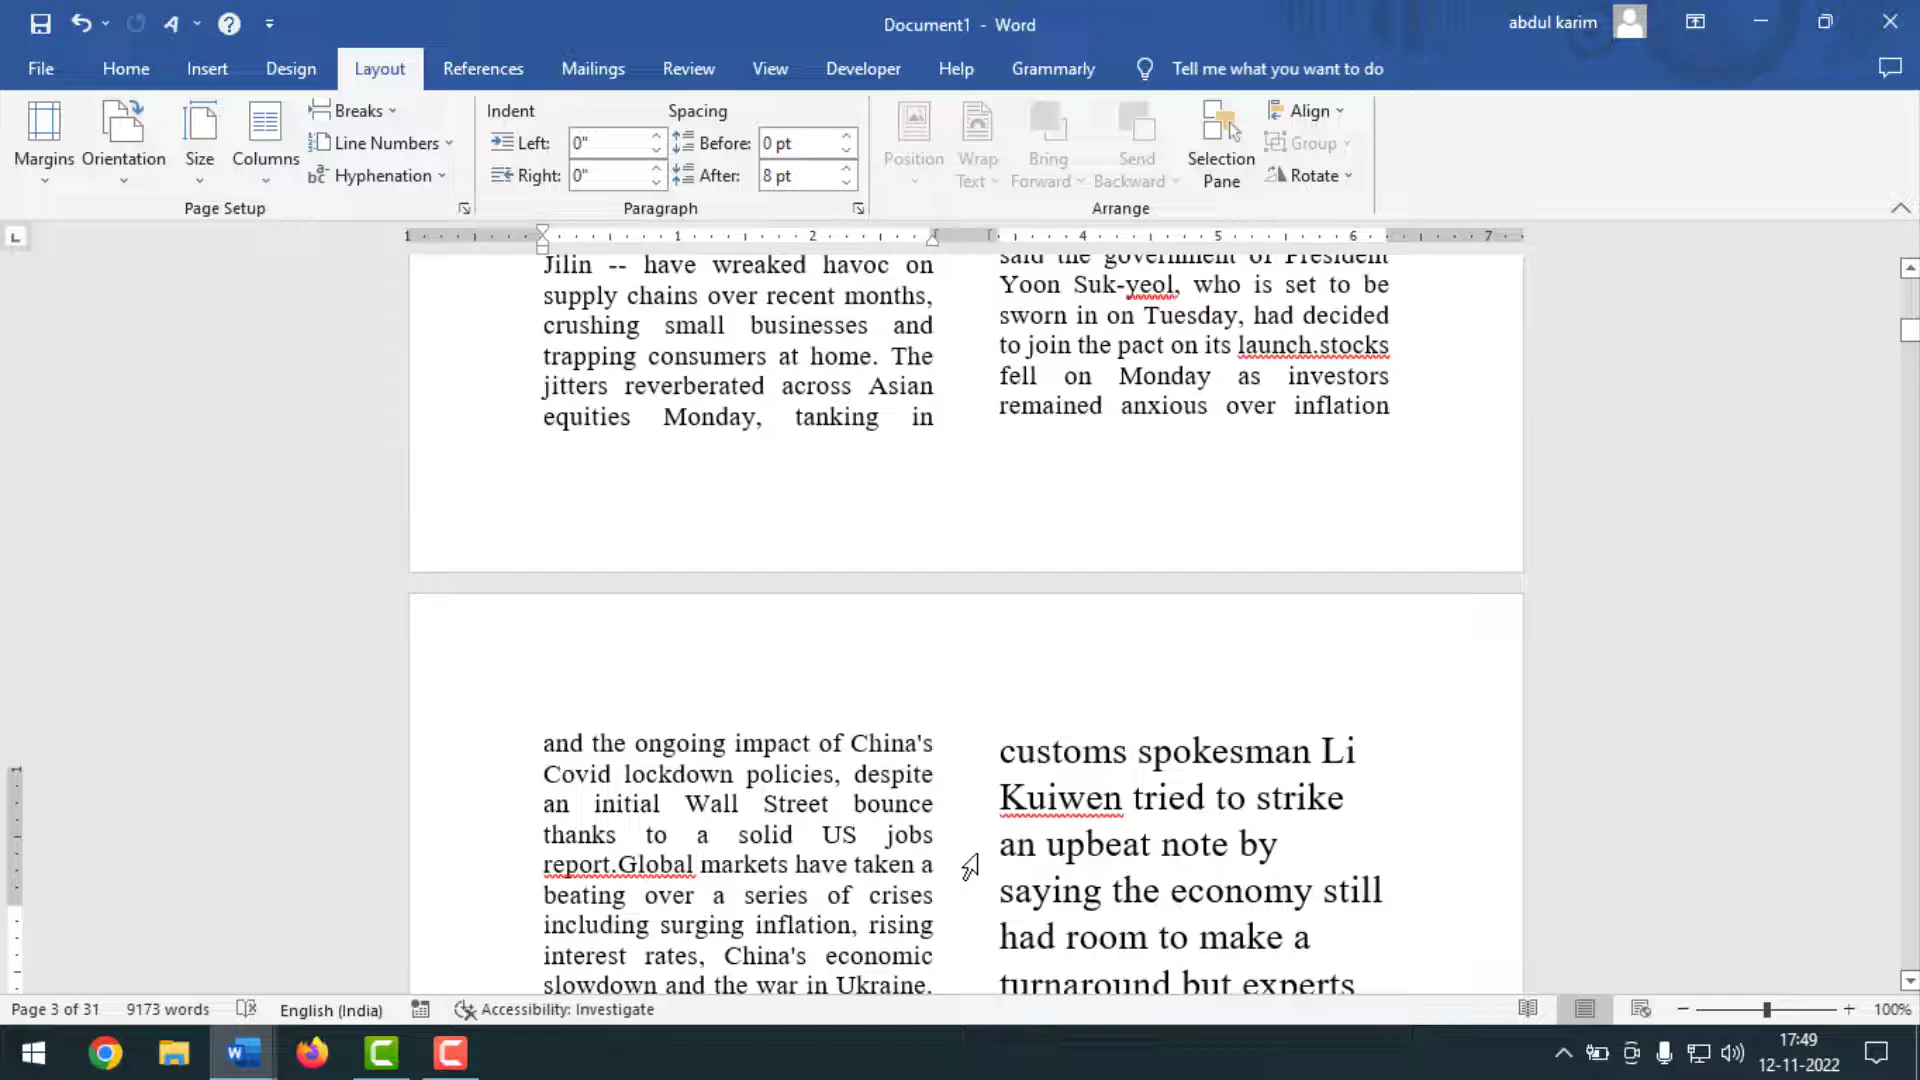 Document1 - Word
abdul karim
File Home Insert Design Layout References Mailings Review View Developer Help Grammarly Tell me what you want to do
Margins
Orientation
Size
Columns
Breaks
Line Numbers
Hyphenation
Page Setup
Indent
Left: 0"
Right: 0"
Spacing
Before: 0 pt
After: 8 pt
Paragraph
Position
Wrap
Text
Bring
Forward
Send
Backward
Selection
Pane
Align
Group
Rotate
Arrange
1 1 2 4 5 6 7
Jilin -- have wreaked havoc on
supply chains over recent months,
crushing small businesses and
trapping consumers at home. The
jitters reverberated across Asian
equities Monday, tanking in
said the government of President
Yoon Suk-yeol, who is set to be
sworn in on Tuesday, had decided
to join the pact on its launch.stocks
fell on Monday as investors
remained anxious over inflation
and the ongoing impact of China's
Covid lockdown policies, despite
an initial Wall Street bounce
thanks to a solid US jobs
report.Global markets have taken a
beating over a series of crises
including surging inflation, rising
interest rates, China's economic
slowdown and the war in Ukraine.
customs spokesman Li
Kuiwen tried to strike
an upbeat note by
saying the economy still
had room to make a
turnaround but experts
Page 3 of 31 9173 words English (India) Accessibility: Investigate 100%
17:49
12-11-2022